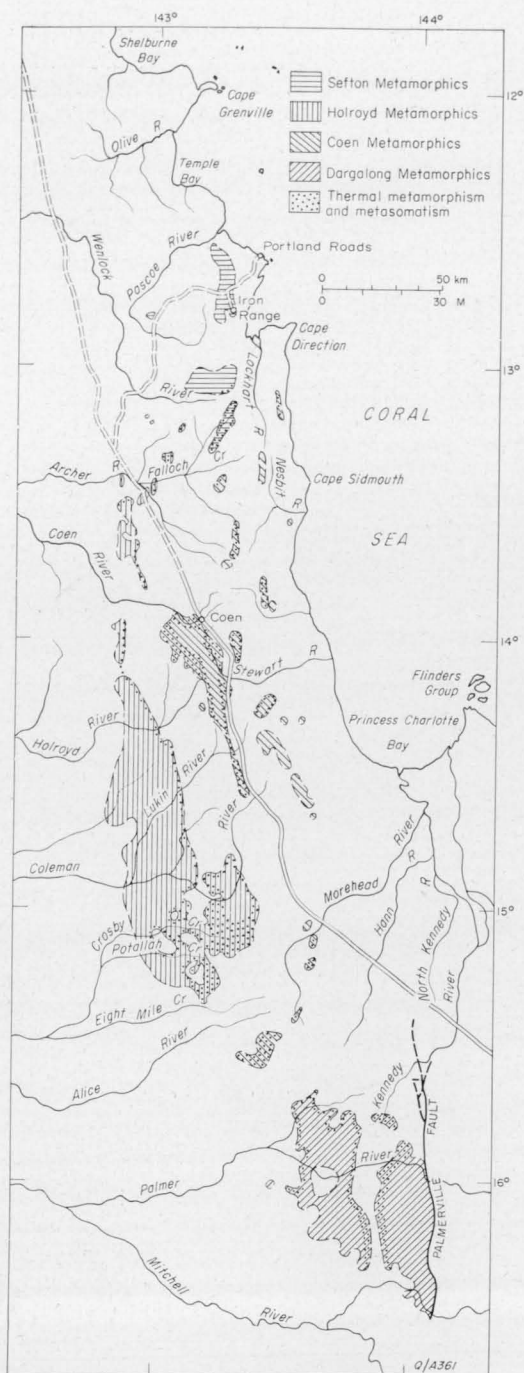 143°
144°
Shelburne
Bay
12°
Cape
Grenville
Olive R
Temple
Bay
Sefton Metamorphics
Holroyd Metamorphics
Coen Metamorphics
Dargalong Metamorphics
Thermal metamorphism
and metasomatism
Wenlock
River
Pascoe
River
Portland Roads
0 50 km
0 30 M
Iron
Range
Cape
Direction
13°
Lockhart
R
CORAL
SEA
Archer
R
Falloch
Cr
Nesbit
R
Cape Sidmouth
Coen
River
Coen
14°
Stewart
R
Flinders
Group
Princess Charlotte
Bay
Holroyd
River
Lukin
River
River
Coleman
Morehead
River
Hann
R
North Kennedy
R
River
15°
Crosby
Cr
Potallah
Cr
Eight Mile
Cr
Alice
River
Kennedy
FAULT
PALMERVILLE
Palmer
River
16°
Mitchell
River
Q/A361